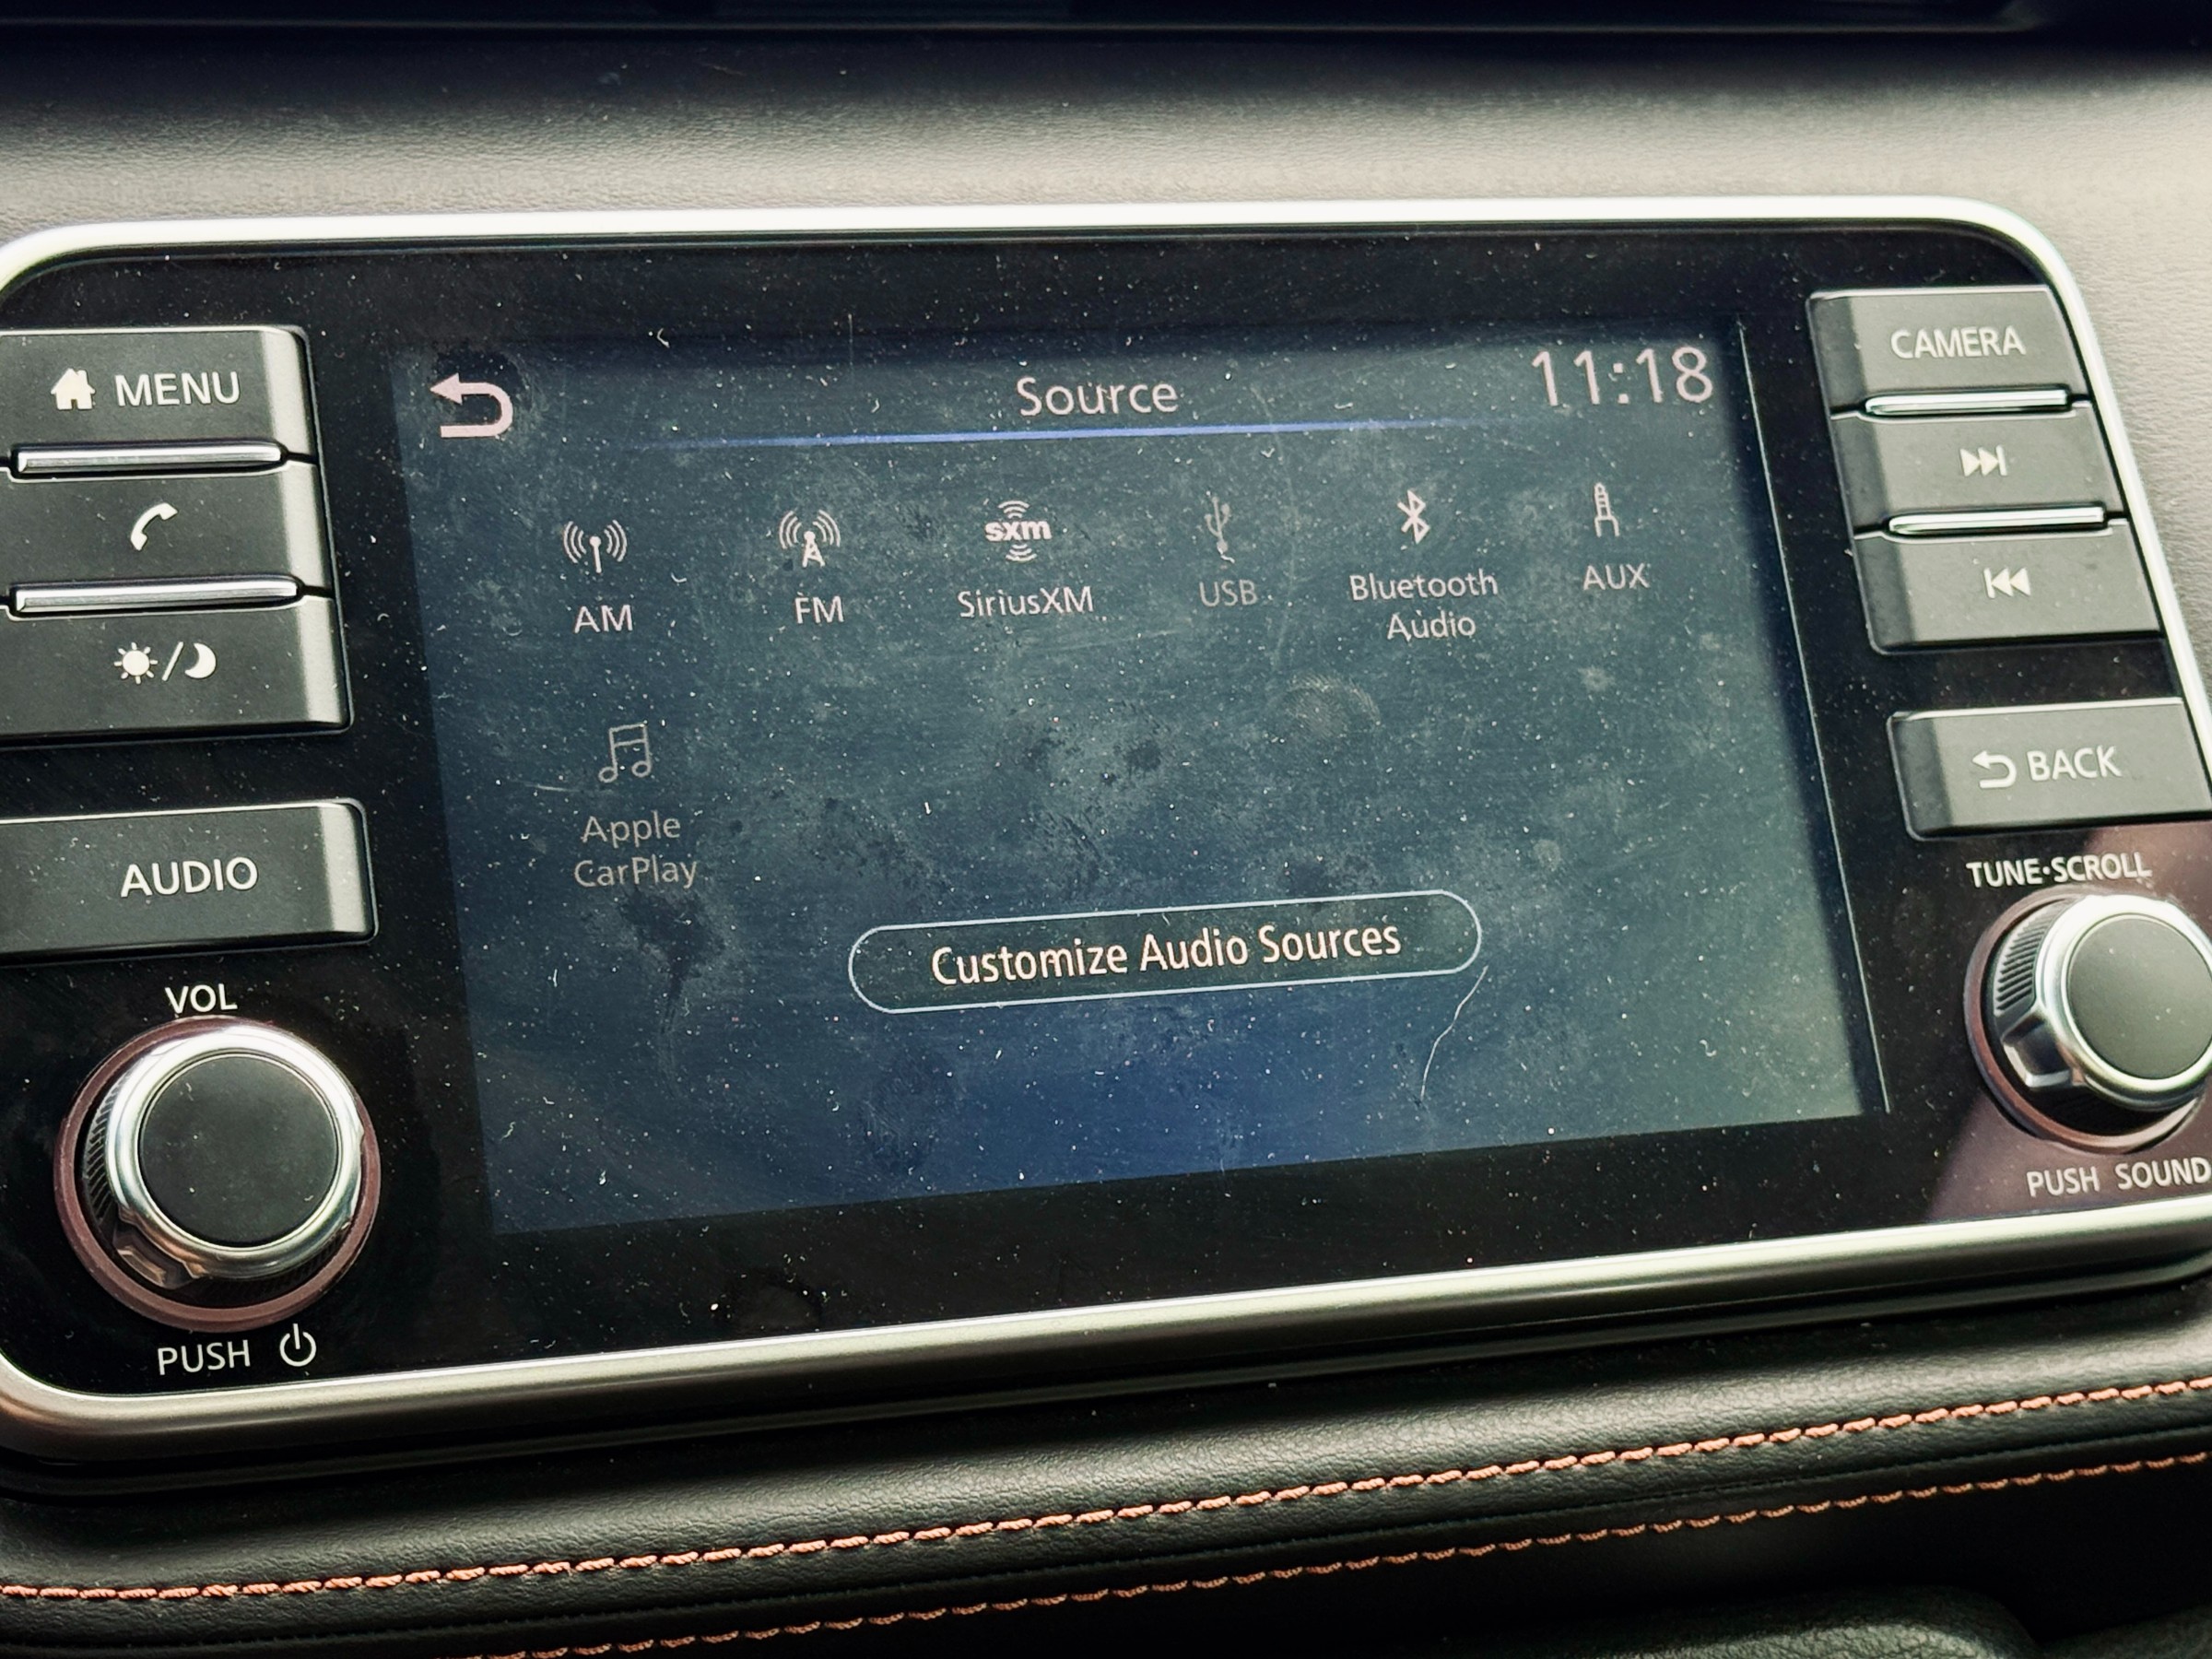 MENU
AUDIO
VOL
PUSH
Source
11:18
sxm
AM
FM
SiriusXM
USB
Bluetooth
Audio
AUX
Apple
CarPlay
Customize Audio Sources
CAMERA
BACK
TUNE·SCROLL
PUSH SOUND